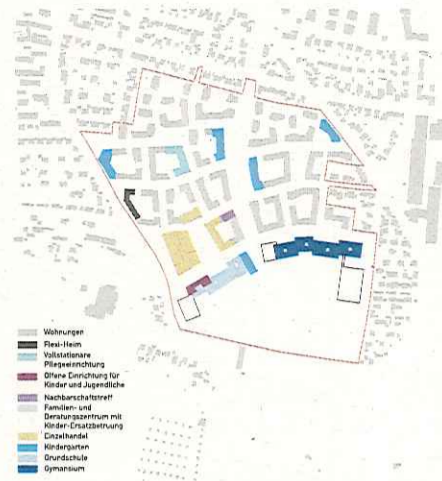 Wohnungen
Flexi-Heim
Vollstationäre
Pflegeeinrichtung
Offene Einrichtung für
Kinder und Jugendliche
Nachbarschaftstreff
Familien- und
Beratungszentrum mit
Kinder-Ersatzbetreuung
Einzelhandel
Kindergarten
Grundschule
Gymansium